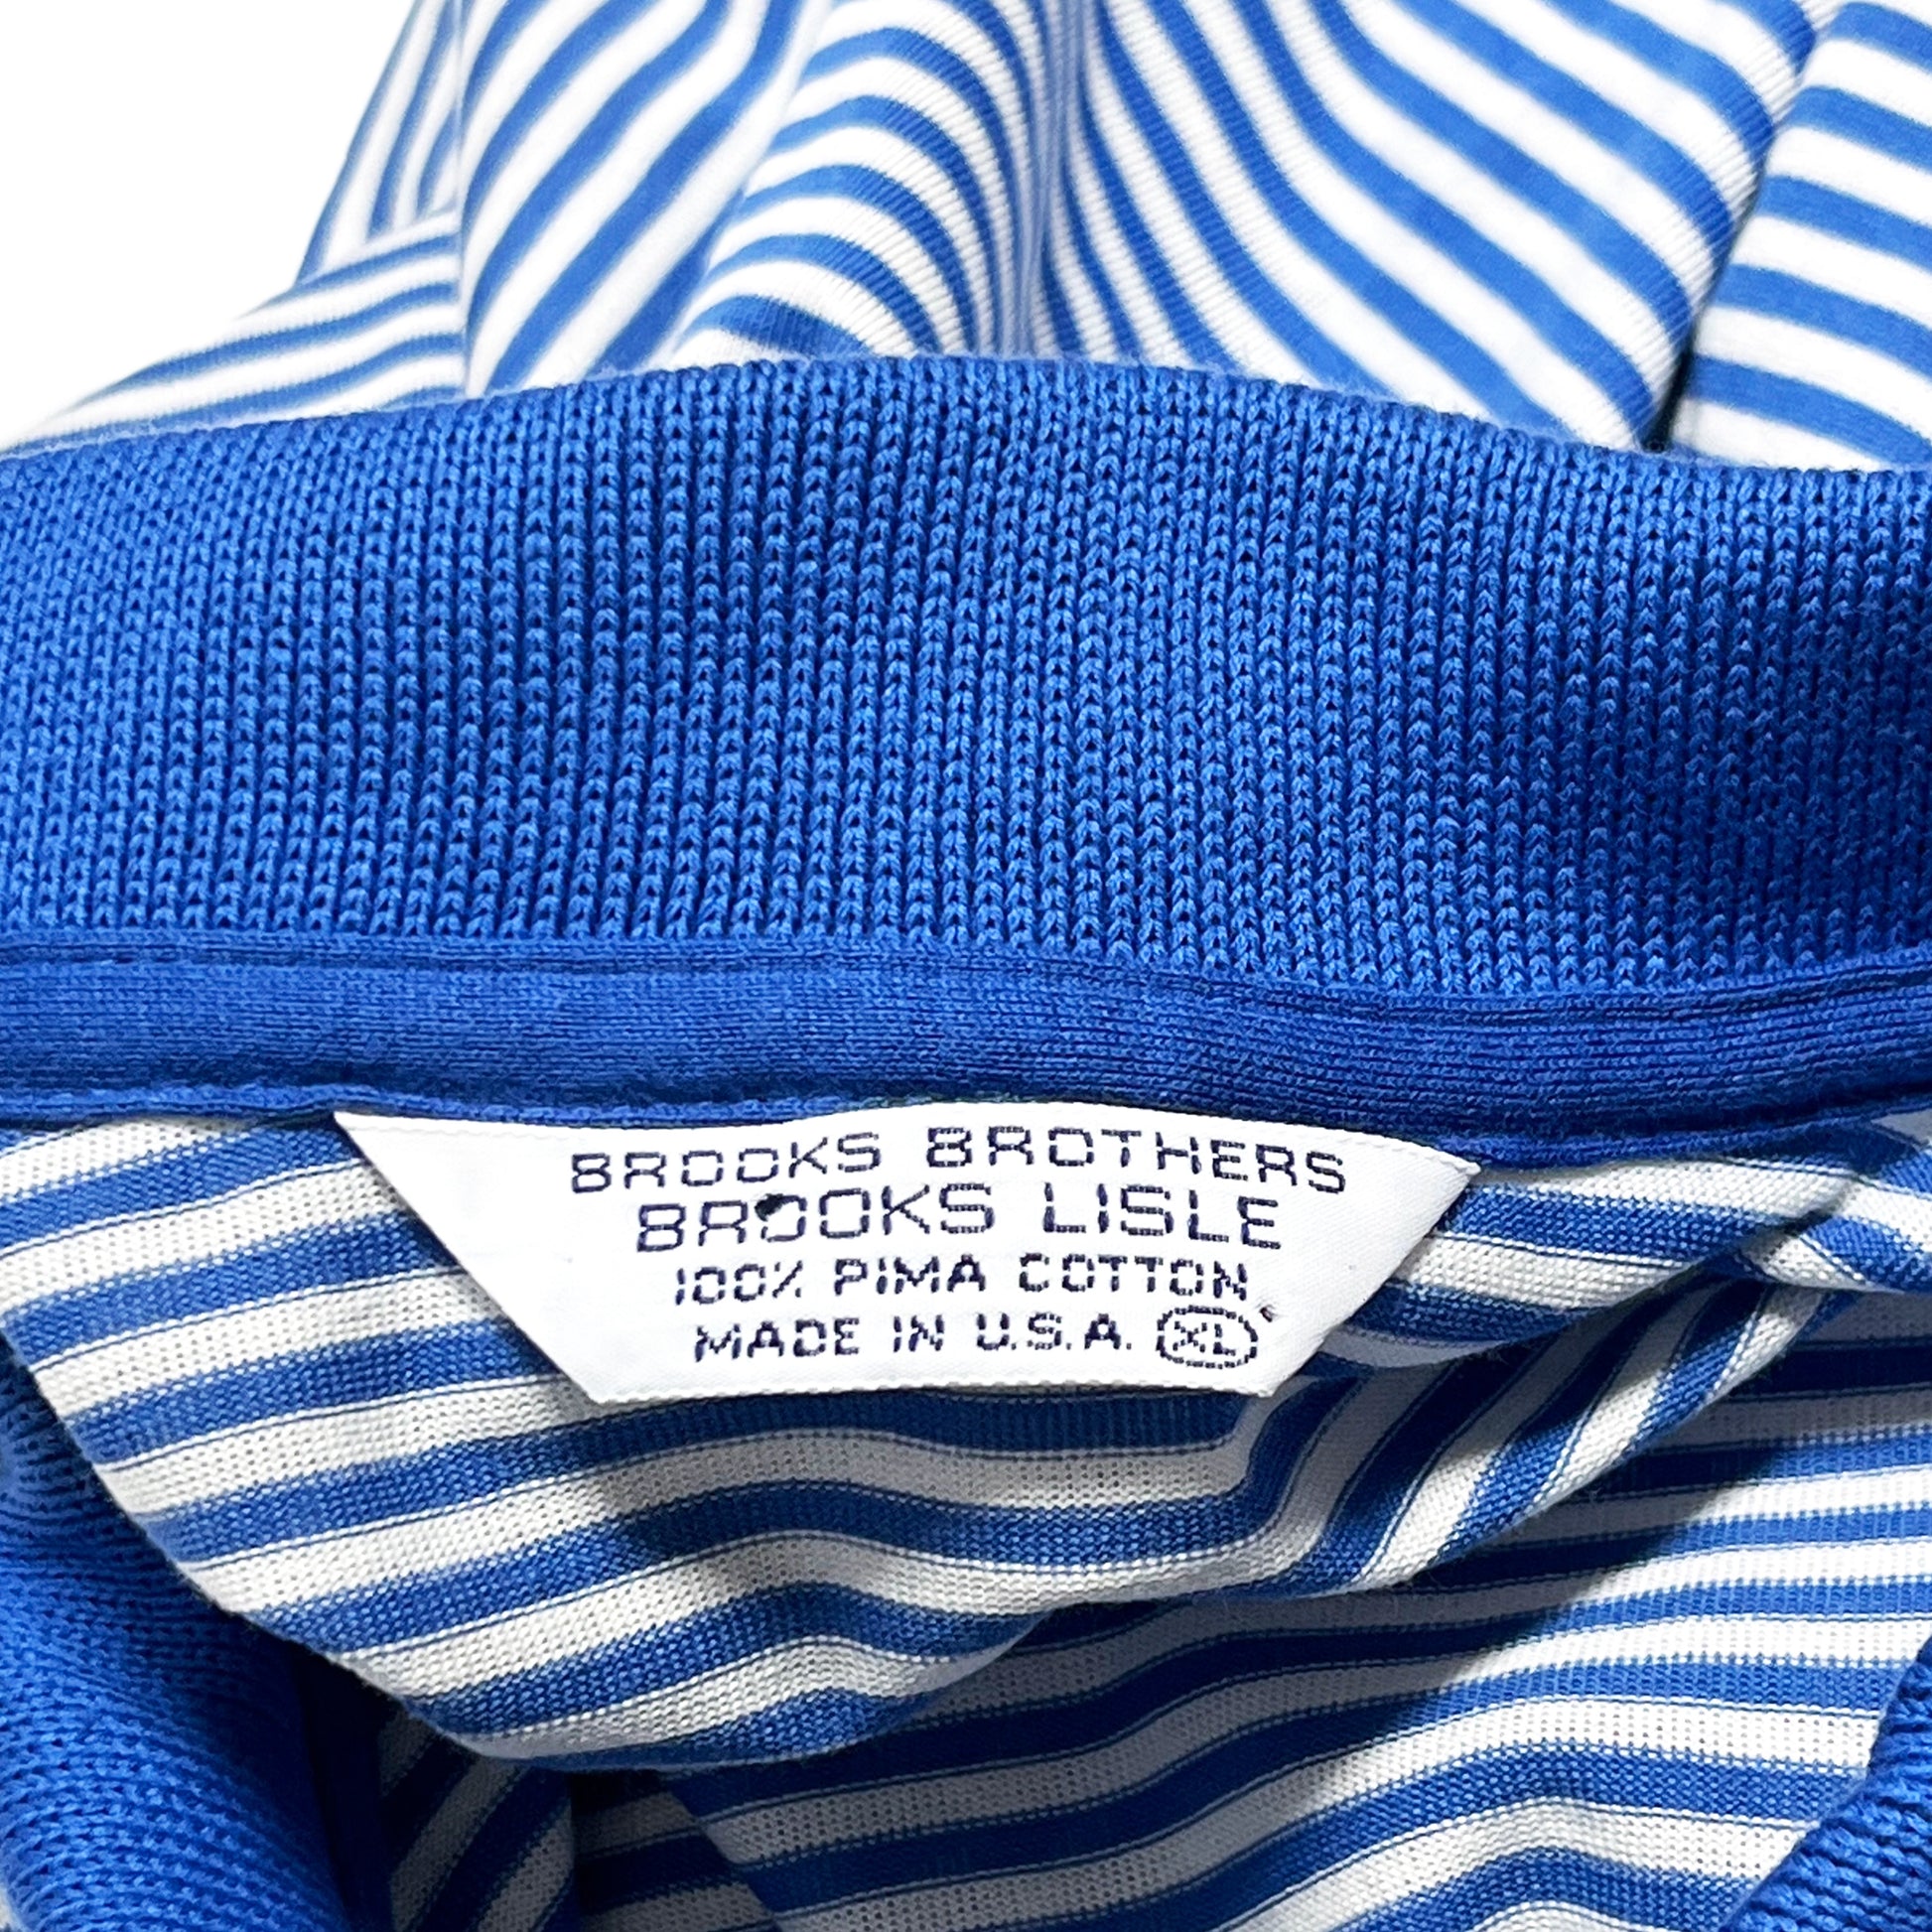 BROOKS BROTHERS
BROOKS LISLE
100% PIMA COTTON
MADE IN U.S.A. XL